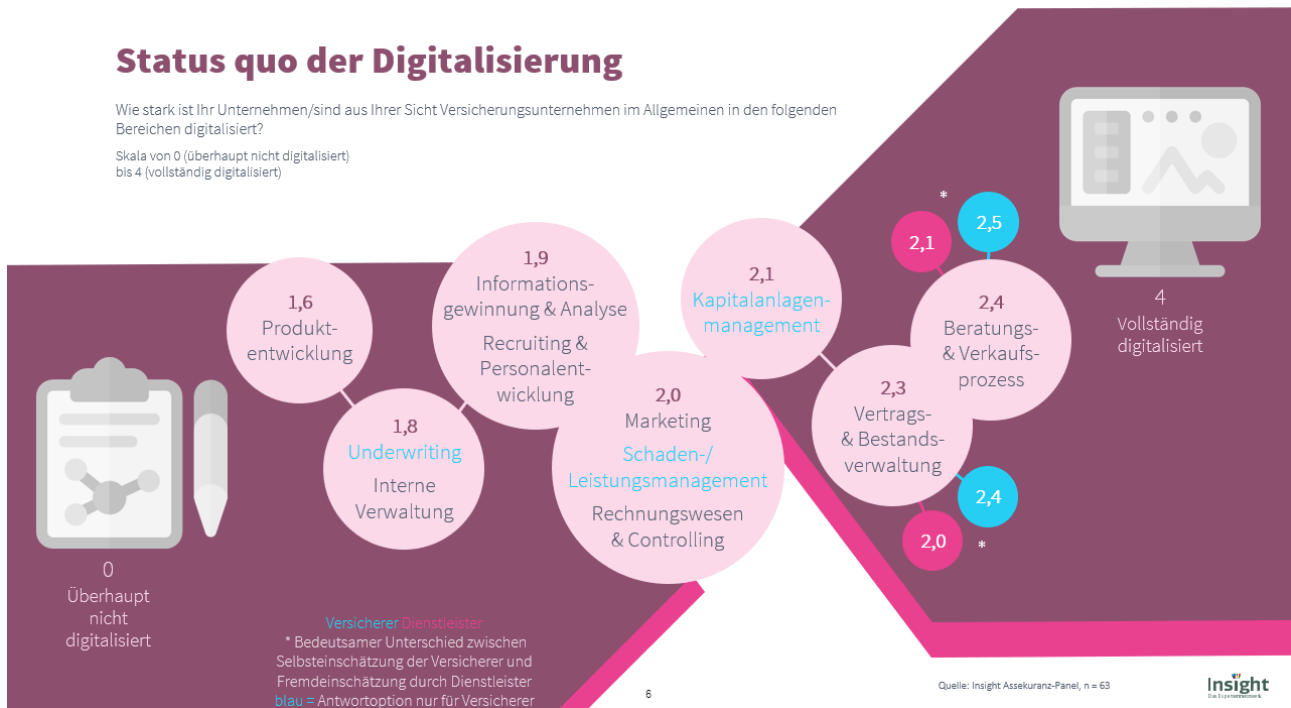 Status quo der Digitalisierung
Wie stark ist Ihr Unternehmen/sind aus Ihrer Sicht Versicherungsunternehmen im Allgemeinen in den folgenden
Bereichen digitalisiert?
Skala von 0 (überhaupt nicht digitalisiert)
bis 4 (vollständig digitalisiert)
0
Überhaupt
nicht
digitalisiert
1,6
Produkt-
entwicklung
1,8
Underwriting
Interne
Verwaltung
1,9
Informations-
gewinnung & Analyse
Recruiting &
Personalent-
wicklung
2,0
Marketing
Schaden-/
Leistungsmanagement
Rechnungswesen
& Controlling
2,1
Kapitalanlagen-
management
2,3
Vertrags-
& Bestands-
verwaltung
2,4
2,0
*
2,4
Beratungs-
& Verkaufs-
prozess
*
2,1
2,5
4
Vollständig
digitalisiert
Versicherer Dienstleister
* Bedeutsamer Unterschied zwischen
Selbsteinschätzung der Versicherer und
Fremdeinschätzung durch Dienstleister
blau = Antwortoption nur für Versicherer
6
Quelle: Insight Assekuranz-Panel, n = 63
Insight
Das Expertennetzwerk